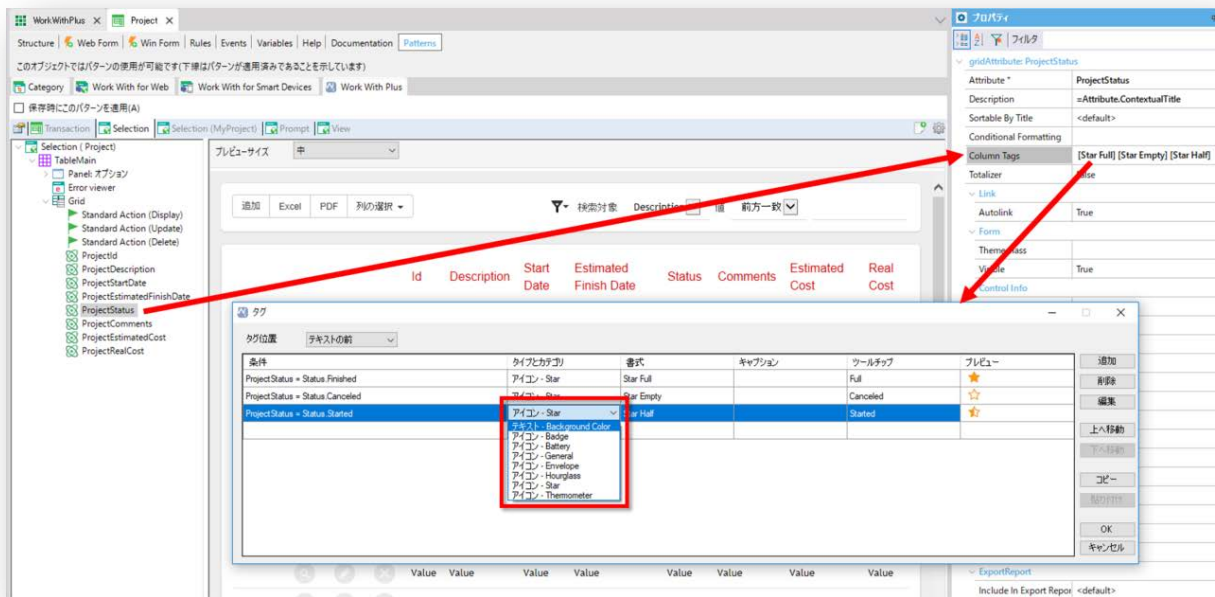 WorkWithPlus X Project X
Structure Web Form Win Form Rules Events Variables Help Documentation Patterns
このオブジェクトではパターンの使用が可能です(下線はパターンが適用済みであることを示しています)
Category Work With for Web Work With for Smart Devices Work With Plus
保存時にこのパターンを適用(A)
Transaction Selection Selection (MyProject) Prompt View
Selection ( Project)
TableMain
Panel: オプション
Error viewer
Grid
Standard Action (Display)
Standard Action (Update)
Standard Action (Delete)
ProjectId
ProjectDescription
ProjectStartDate
ProjectEstimatedFinishDate
ProjectStatus
ProjectComments
ProjectEstimatedCost
ProjectRealCost
プレビューサイズ 中
追加 Excel PDF 列の選択 検索対象 Description 値 前方一致
Id Description Start Date Estimated Finish Date Status Comments Estimated Cost Real Cost
プロパティ
フィルタ
gridAttribute: ProjectStatus
Attribute * ProjectStatus
Description =Attribute.ContextualTitle
Sortable By Title <default>
Conditional Formatting
Column Tags [Star Full] [Star Empty] [Star Half]
Totalizer False
Link
Autolink True
Form
ThemeClass
Visible True
Control Info
タグ
タグ位置 テキストの前
条件 タイプとカテゴリ 書式 キャプション ツールチップ プレビュー
ProjectStatus = Status.Finished アイコン - Star Star Full Full
ProjectStatus = Status.Canceled アイコン - Star Star Empty Canceled
ProjectStatus = Status.Started アイコン - Star Star Half Started
テキスト - Background Color
アイコン - Badge
アイコン - Battery
アイコン - General
アイコン - Envelope
アイコン - Hourglass
アイコン - Star
アイコン - Thermometer
追加
削除
編集
上へ移動
下へ移動
コピー
貼り付け
OK
キャンセル
Value Value Value Value Value Value Value Value
ExportReport
Include In Export Repor <default>